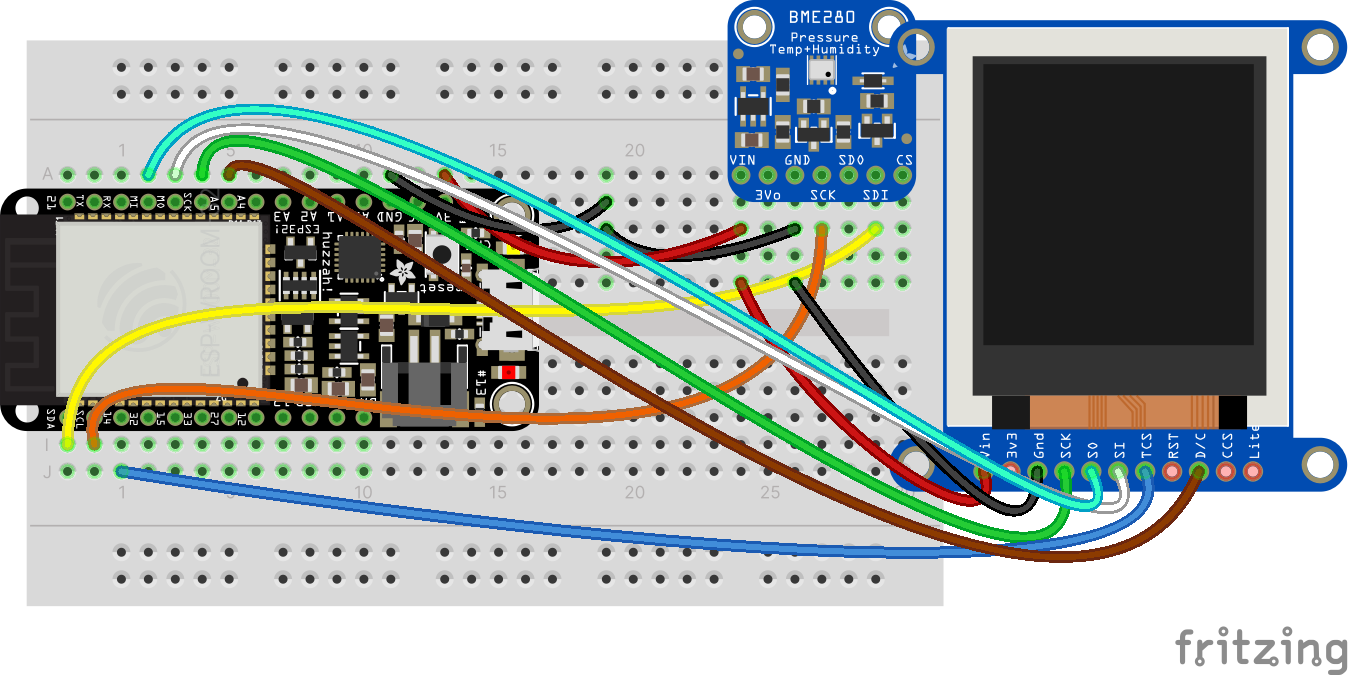 BME280
Pressure
Temp+Humidity
VIN GND SDO CS
3Vo SCK SDI
1 5 10 15 20
A
21 TX RX MI MO SCK A5 A4 A3 A2 A1 GND 3V
ESP32!
huzzah!
reset
ESP-WROOM
#13
SDA SCL 14 32 15 33 27 12
I
J
1 5 10 15 20 25
Vin 3v3 Gnd SCK SO SI TCS RST D/C CCS Lite
fritzing